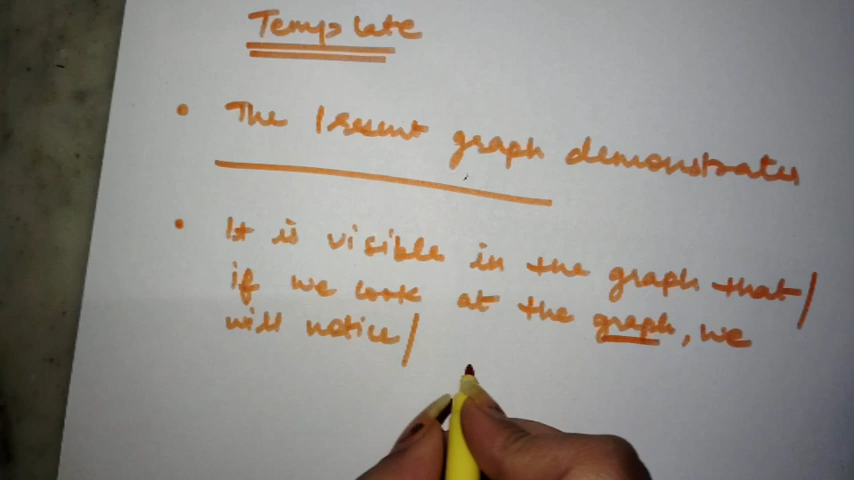 Template
• The Present graph demonstrates
• It is visible in the graph that/
if we look at the graph, we
will notice/